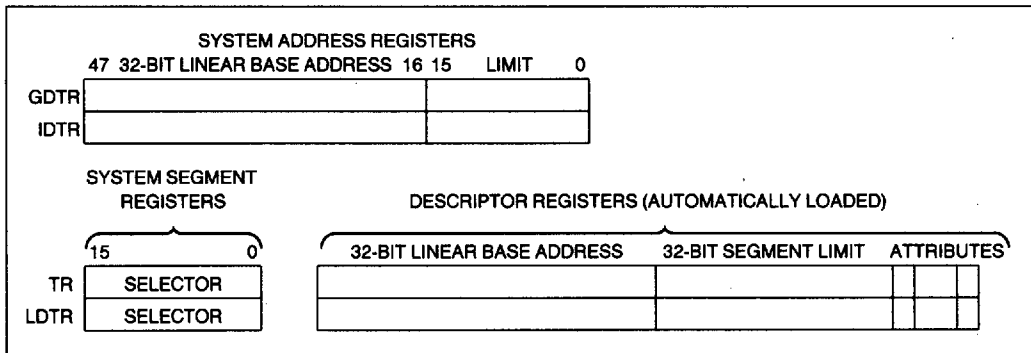 SYSTEM ADDRESS REGISTERS
47 32-BIT LINEAR BASE ADDRESS 16 15 LIMIT 0
GDTR
IDTR
SYSTEM SEGMENT
REGISTERS
DESCRIPTOR REGISTERS (AUTOMATICALLY LOADED)
15 0 32-BIT LINEAR BASE ADDRESS 32-BIT SEGMENT LIMIT ATTRIBUTES
TR SELECTOR
LDTR SELECTOR